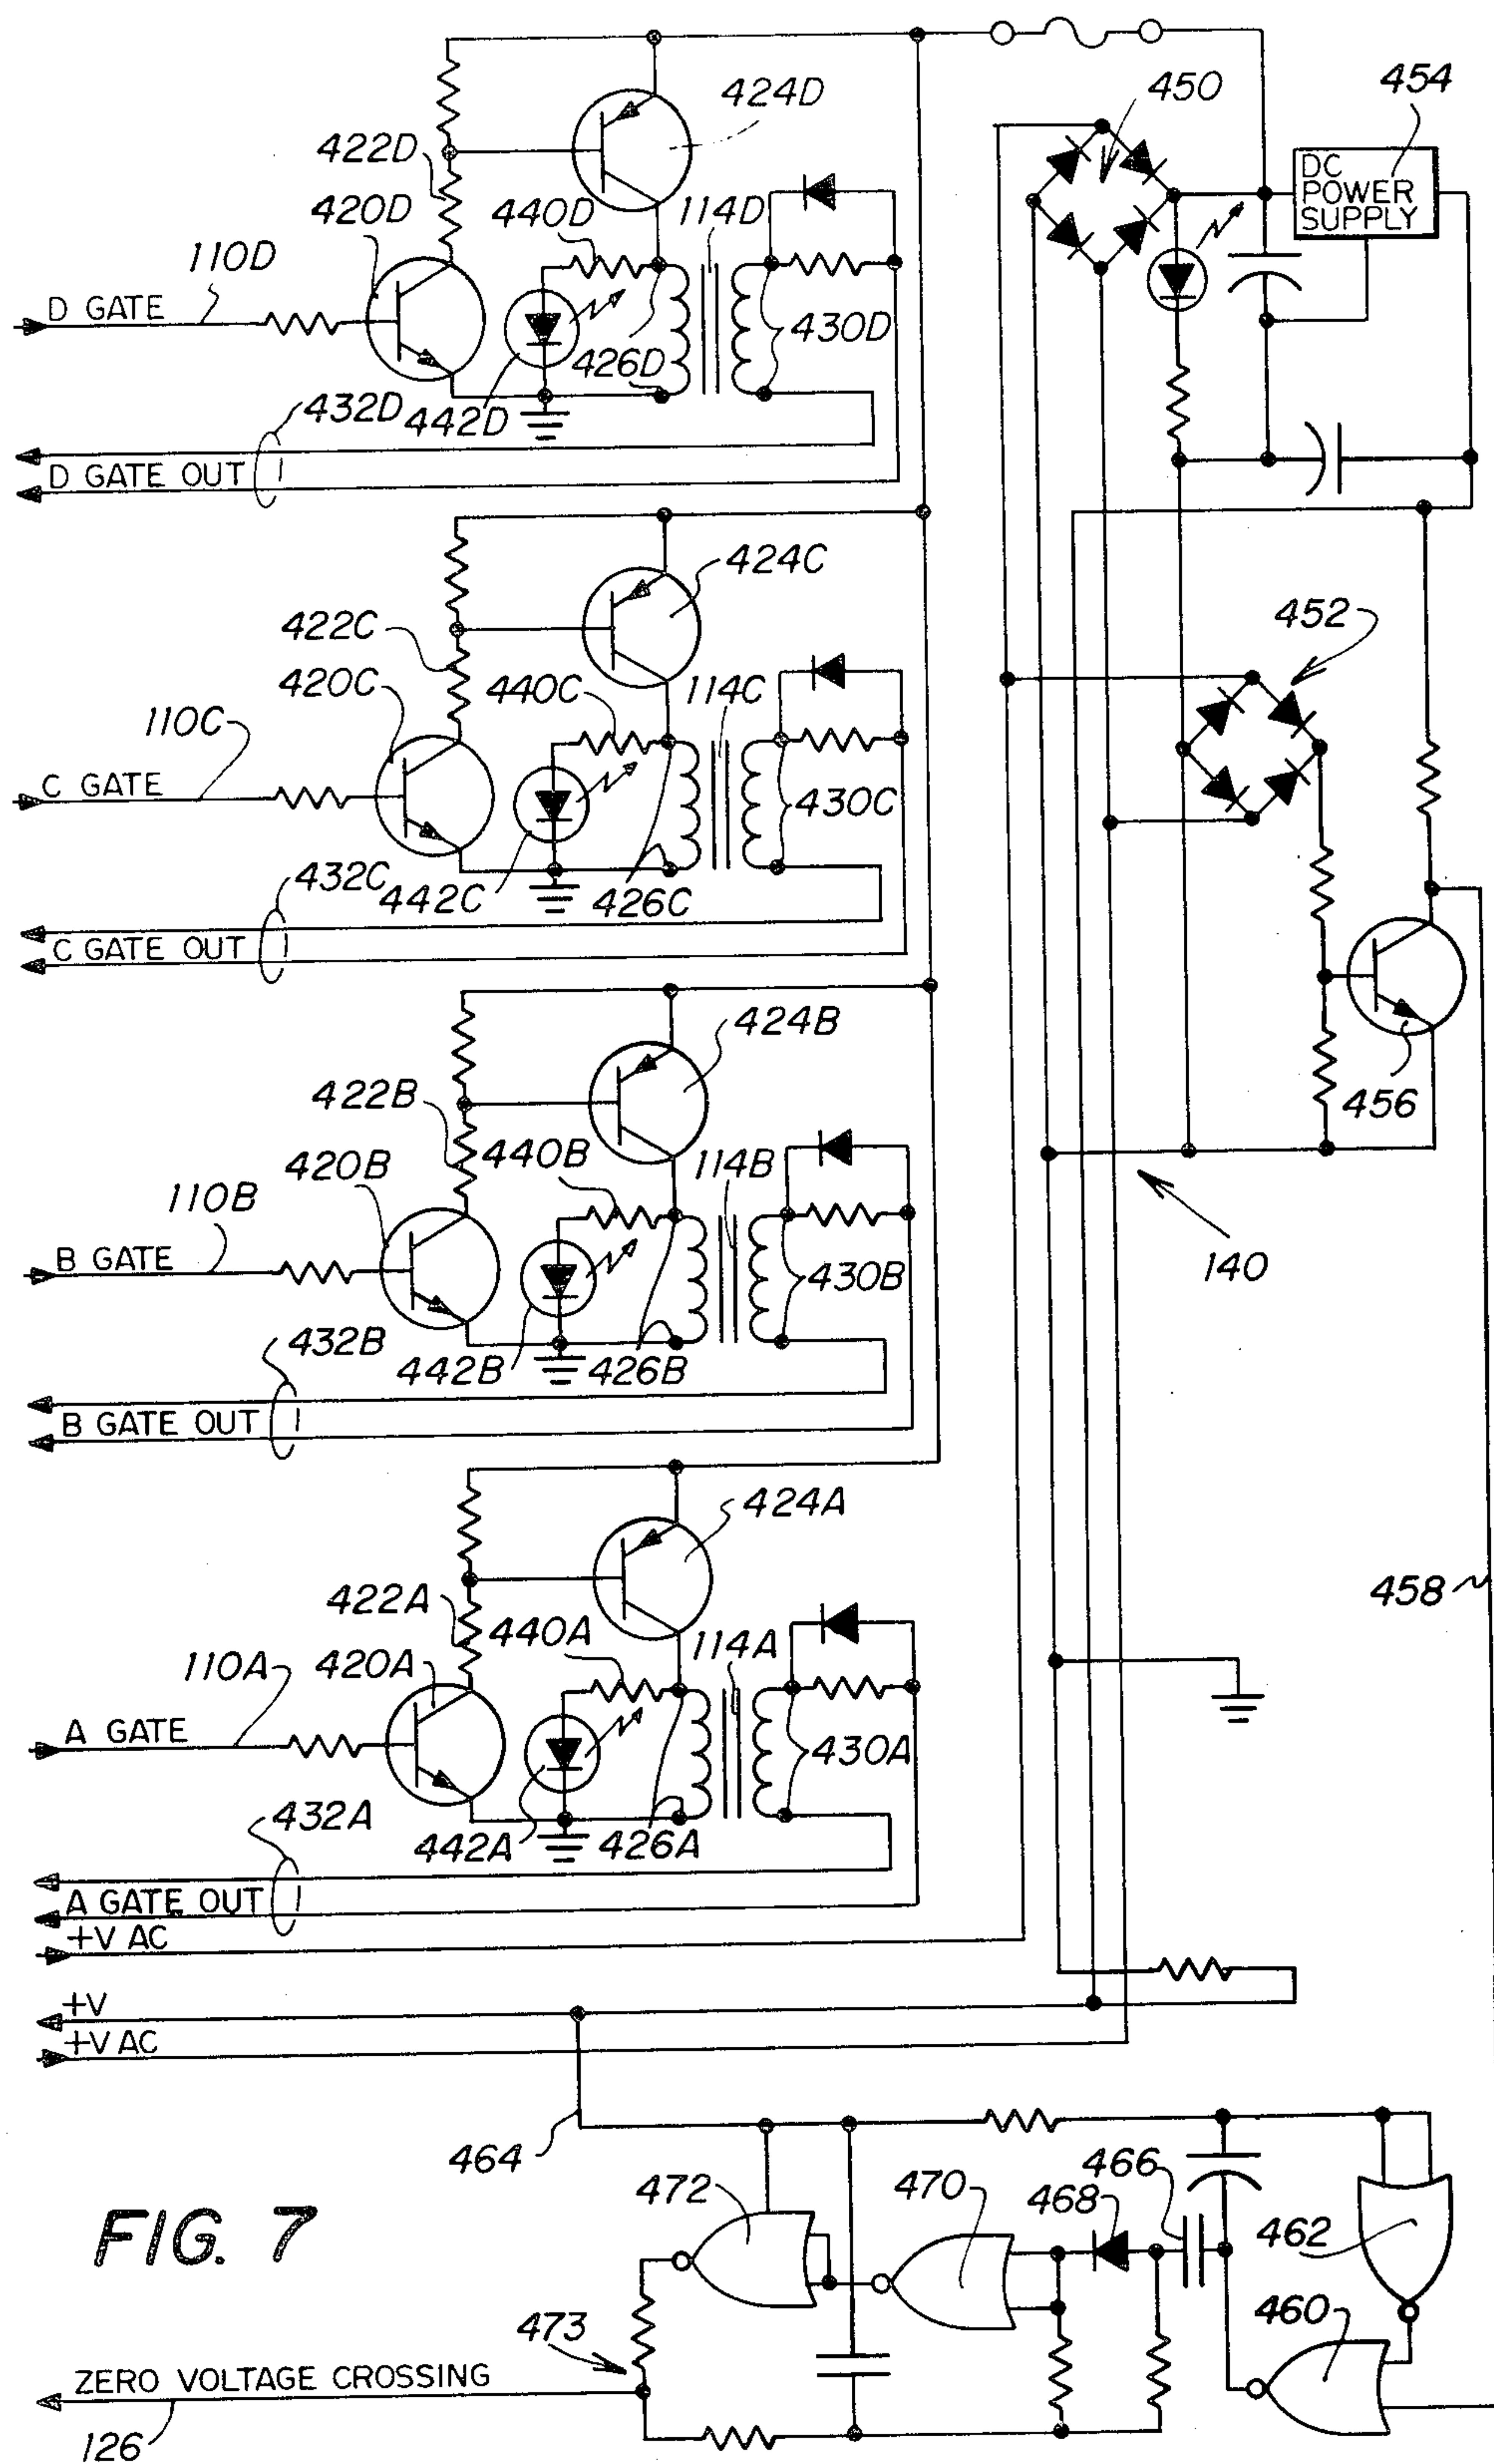 450
454
424D
DC
POWER
SUPPLY
422D
420D
440D
114D
110D
D GATE
430D
426D
432D
442D
D GATE OUT
424C
422C
452
420C
440C
114C
110C
C GATE
430C
432C
442C
426C
C GATE OUT
424B
422B
456
440B
114B
420B
110B
B GATE
430B
140
432B
442B
426B
B GATE OUT
424A
422A
458
440A
114A
110A
420A
A GATE
430A
432A
442A
426A
A GATE OUT
+V AC
+V
+V AC
464
472
470
466
468
462
FIG. 7
460
473
ZERO VOLTAGE CROSSING
126